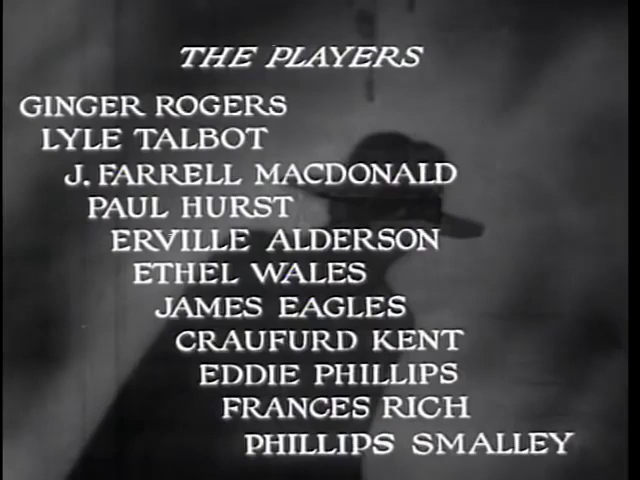 THE PLAYERS
GINGER ROGERS
LYLE TALBOT
J. FARRELL MACDONALD
PAUL HURST
ERVILLE ALDERSON
ETHEL WALES
JAMES EAGLES
CRAUFURD KENT
EDDIE PHILLIPS
FRANCES RICH
PHILLIPS SMALLEY